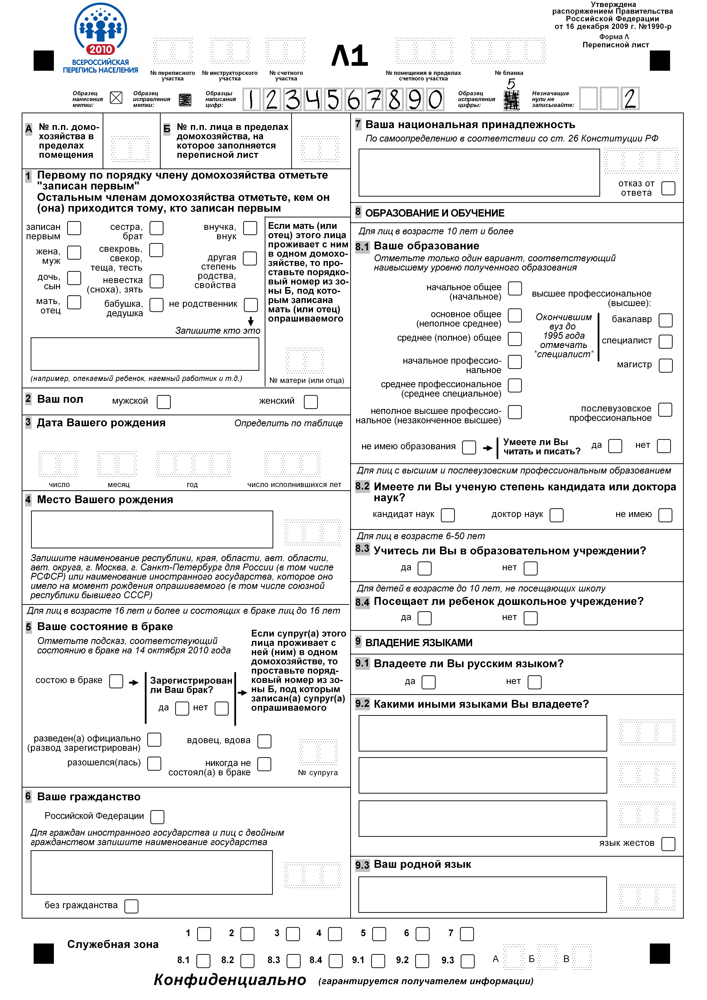 Утверждена
распоряжением Правительства
Российской Федерации
от 16 декабря 2009 г. №1990-р
Форма Л
Переписной лист
2010
ВСЕРОССИЙСКАЯ
ПЕРЕПИСЬ НАСЕЛЕНИЯ
Л1
№ переписного
участка
№ инструкторского
участка
№ счетного
участка
№ помещения в пределах
счетного участка
№ бланка
Образец
нанесения
метки:
Образец
исправления
метки:
Образцы
написания
цифр:
1 2 3 4 5 6 7 8 9 0
Образец
исправления
цифры:
5
Незначащие
нули не
записывайте:
2
А
№ п.п. домо-
хозяйства в
пределах
помещения
Б
№ п.п. лица в пределах
домохозяйства, на
которое заполняется
переписной лист
1 Первому по порядку члену домохозяйства отметьте
"записан первым"
Остальным членам домохозяйства отметьте, кем он
(она) приходится тому, кто записан первым
записан
первым
жена,
муж
дочь,
сын
мать,
отец
сестра,
брат
свекровь,
свекор,
теща, тесть
невестка
(сноха), зять
бабушка,
дедушка
внучка,
внук
другая
степень
родства,
свойства
не родственник
Запишите кто это
(например, опекаемый ребенок, наемный работник и т.д.)
Если мать (или
отец) этого лица
проживает с ним
в одном домохо-
зяйстве, то про-
ставьте порядко-
вый номер из зо-
ны Б, под кото-
рым записана
мать (или отец)
опрашиваемого
№ матери (или отца)
2 Ваш пол мужской женский
3 Дата Вашего рождения Определить по таблице
число месяц год число исполнившихся лет
4 Место Вашего рождения
Запишите наименование республики, края, области, авт. области,
авт. округа, г. Москва, г. Санкт-Петербург для России (в том числе
РСФСР) или наименование иностранного государства, которое оно
имело на момент рождения опрашиваемого (в том числе союзной
республики бывшего СССР)
Для лиц в возрасте 16 лет и более и состоящих в браке лиц до 16 лет
5 Ваше состояние в браке
Отметьте подсказ, соответствующий
состоянию в браке на 14 октября 2010 года
состою в браке
Зарегистрирован
ли Ваш брак?
да нет
Если супруг(а) этого
лица проживает с
ней (ним) в одном
домохозяйстве, то
проставьте поряд-
ковый номер из зо-
ны Б, под которым
записан(а) супруг(а)
опрашиваемого
разведен(а) официально
(развод зарегистрирован)
разошелся(лась)
вдовец, вдова
никогда не
состоял(а) в браке
№ супруга
6 Ваше гражданство
Российской Федерации
Для граждан иностранного государства и лиц с двойным
гражданством запишите наименование государства
без гражданства
7 Ваша национальная принадлежность
По самоопределению в соответствии со ст. 26 Конституции РФ
отказ от
ответа
8 ОБРАЗОВАНИЕ И ОБУЧЕНИЕ
Для лиц в возрасте 10 лет и более
8.1 Ваше образование
Отметьте только один вариант, соответствующий
наивысшему уровню полученного образования
начальное общее
(начальное)
основное общее
(неполное среднее)
среднее (полное) общее
начальное профессио-
нальное
среднее профессиональное
(среднее специальное)
неполное высшее профессио-
нальное (незаконченное высшее)
высшее профессиональное
(высшее):
Окончившим
вуз до
1995 года
отмечать
"специалист"
бакалавр
специалист
магистр
послевузовское
профессиональное
не имею образования
Умеете ли Вы
читать и писать?
да нет
Для лиц с высшим и послевузовским профессиональным образованием
8.2 Имеете ли Вы ученую степень кандидата или доктора
наук?
кандидат наук доктор наук не имею
Для лиц в возрасте 6-50 лет
8.3 Учитесь ли Вы в образовательном учреждении?
да нет
Для детей в возрасте до 10 лет, не посещающих школу
8.4 Посещает ли ребенок дошкольное учреждение?
да нет
9 ВЛАДЕНИЕ ЯЗЫКАМИ
9.1 Владеете ли Вы русским языком?
да нет
9.2 Какими иными языками Вы владеете?
язык жестов
9.3 Ваш родной язык
Служебная зона
1 2 3 4 5 6 7
8.1 8.2 8.3 8.4 9.1 9.2 9.3 А Б В
Конфиденциально (гарантируется получателем информации)